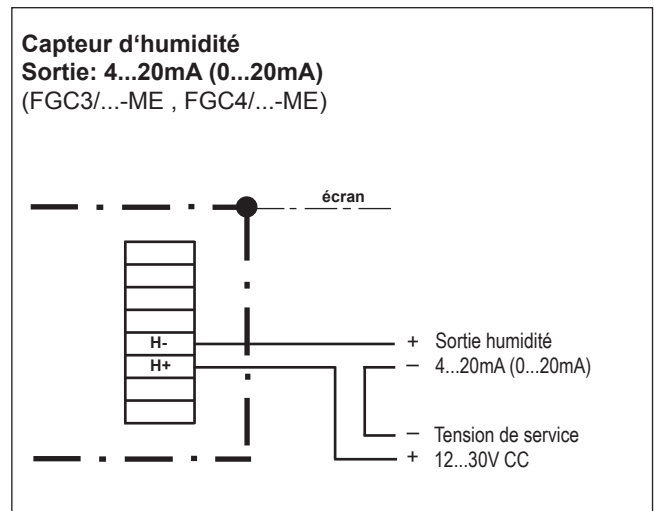 Capteur d‘humidité
Sortie: 4...20mA (0...20mA)
(FGC3/...-ME , FGC4/...-ME)
écran
H-
H+
+ Sortie humidité
– 4...20mA (0...20mA)
– Tension de service
+ 12...30V CC